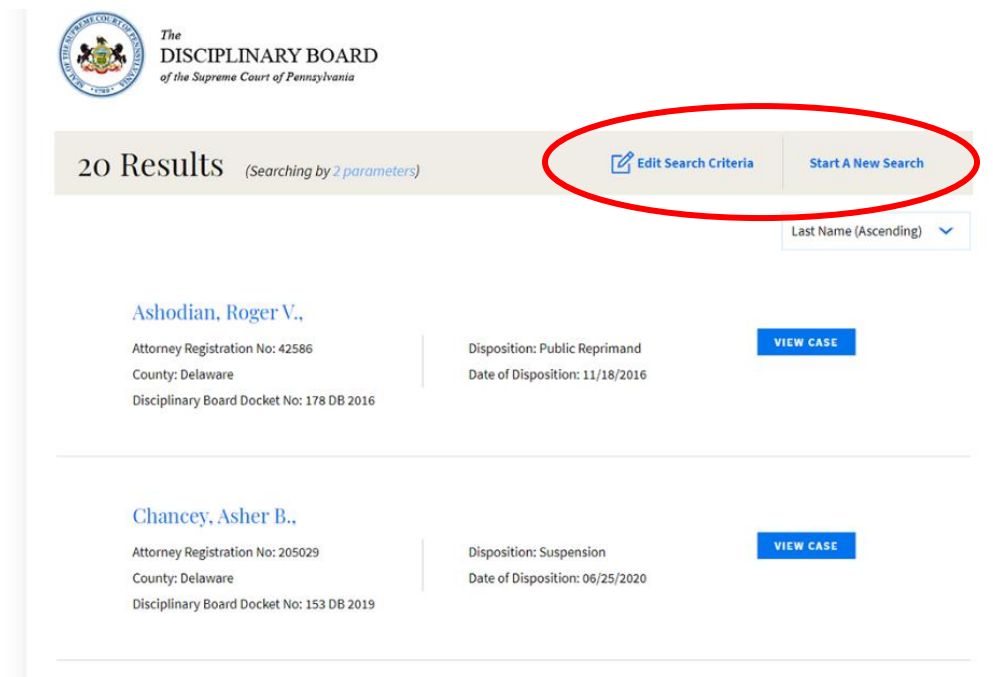 The
DISCIPLINARY BOARD
of the Supreme Court of Pennsylvania
20 Results (Searching by 2 parameters)
Edit Search Criteria
Start A New Search
Last Name (Ascending)
Ashodian, Roger V.,
Attorney Registration No: 42586
County: Delaware
Disciplinary Board Docket No: 178 DB 2016
Disposition: Public Reprimand
Date of Disposition: 11/18/2016
VIEW CASE
Chancey, Asher B.,
Attorney Registration No: 205029
County: Delaware
Disciplinary Board Docket No: 153 DB 2019
Disposition: Suspension
Date of Disposition: 06/25/2020
VIEW CASE